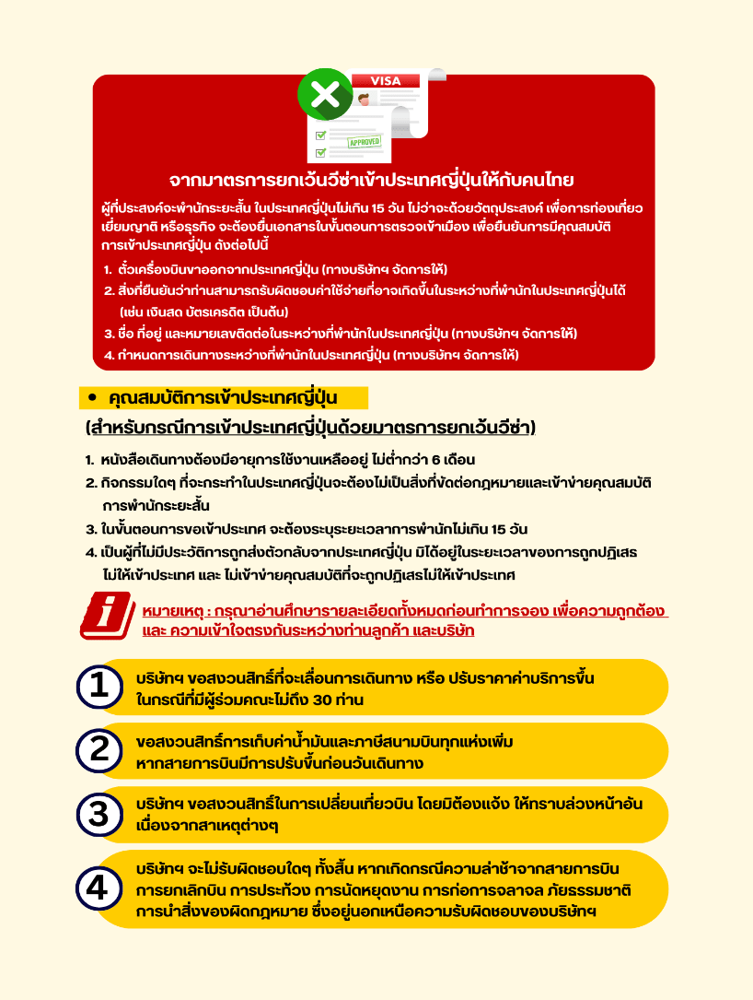 VISA
APPROVED
จากมาตรการยกเว้นวีซ่าเข้าประเทศญี่ปุ่นให้กับคนไทย
ผู้ที่ประสงค์จะพำนักระยะสั้น ในประเทศญี่ปุ่นไม่เกิน 15 วัน ไม่ว่าจะด้วยวัตถุประสงค์ เพื่อการท่องเที่ยว
เยี่ยมญาติ หรือธุรกิจ จะต้องยื่นเอกสารในขั้นตอนการตรวจเข้าเมือง เพื่อยืนยันการมีคุณสมบัติ
การเข้าประเทศญี่ปุ่น ดังต่อไปนี้
1. ตั๋วเครื่องบินขาออกจากประเทศญี่ปุ่น (ทางบริษัทฯ จัดการให้)
2. สิ่งที่ยืนยันว่าท่านสามารถรับผิดชอบค่าใช้จ่ายที่อาจเกิดขึ้นในระหว่างที่พำนักในประเทศญี่ปุ่นได้
(เช่น เงินสด บัตรเครดิต เป็นต้น)
3. ชื่อ ที่อยู่ และหมายเลขติดต่อในระหว่างที่พำนักในประเทศญี่ปุ่น (ทางบริษัทฯ จัดการให้)
4. กำหนดการเดินทางระหว่างที่พำนักในประเทศญี่ปุ่น (ทางบริษัทฯ จัดการให้)
• คุณสมบัติการเข้าประเทศญี่ปุ่น
(สำหรับกรณีการเข้าประเทศญี่ปุ่นด้วยมาตรการยกเว้นวีซ่า)
1. หนังสือเดินทางต้องมีอายุการใช้งานเหลืออยู่ ไม่ต่ำกว่า 6 เดือน
2. กิจกรรมใดๆ ที่จะกระทำในประเทศญี่ปุ่นจะต้องไม่เป็นสิ่งที่ขัดต่อกฎหมายและเข้าข่ายคุณสมบัติ
การพำนักระยะสั้น
3. ในขั้นตอนการขอเข้าประเทศ จะต้องระบุระยะเวลาการพำนักไม่เกิน 15 วัน
4. เป็นผู้ที่ไม่มีประวัติการถูกส่งตัวกลับจากประเทศญี่ปุ่น มิได้อยู่ในระยะเวลาของการถูกปฏิเสธ
ไม่ให้เข้าประเทศ และ ไม่เข้าข่ายคุณสมบัติที่จะถูกปฏิเสธไม่ให้เข้าประเทศ
หมายเหตุ : กรุณาอ่านศึกษารายละเอียดทั้งหมดก่อนทำการจอง เพื่อความถูกต้อง
และ ความเข้าใจตรงกันระหว่างท่านลูกค้า และบริษัท
1
บริษัทฯ ขอสงวนสิทธิ์ที่จะเลื่อนการเดินทาง หรือ ปรับราคาค่าบริการขึ้น
ในกรณีที่มีผู้ร่วมคณะไม่ถึง 30 ท่าน
2
ขอสงวนสิทธิ์การเก็บค่าน้ำมันและภาษีสนามบินทุกแห่งเพิ่ม
หากสายการบินมีการปรับขึ้นก่อนวันเดินทาง
3
บริษัทฯ ขอสงวนสิทธิ์ในการเปลี่ยนเที่ยวบิน โดยมิต้องแจ้ง ให้ทราบล่วงหน้าอัน
เนื่องจากสาเหตุต่างๆ
4
บริษัทฯ จะไม่รับผิดชอบใดๆ ทั้งสิ้น หากเกิดกรณีความล่าช้าจากสายการบิน
การยกเลิกบิน การประท้วง การนัดหยุดงาน การก่อการจลาจล ภัยธรรมชาติ
การนำสิ่งของผิดกฎหมาย ซึ่งอยู่นอกเหนือความรับผิดชอบของบริษัทฯ